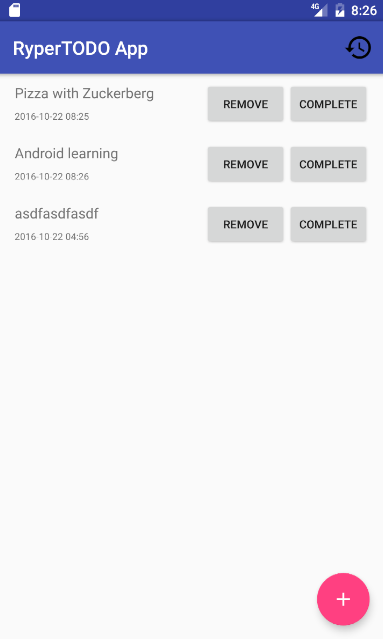 4G 8:26
RyperTODO App
Pizza with Zuckerberg
2016-10-22 08:25
REMOVE COMPLETE
Android learning
2016-10-22 08:26
REMOVE COMPLETE
asdfasdfasdf
2016-10-22 04:56
REMOVE COMPLETE
+